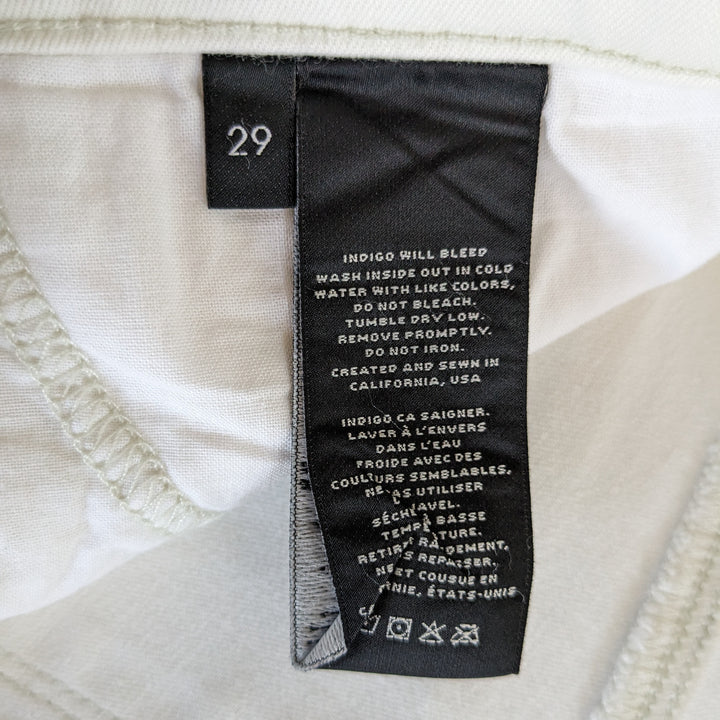 29
INDIGO WILL BLEED
WASH INSIDE OUT IN COLD
WATER WITH LIKE COLORS,
DO NOT BLEACH.
TUMBLE DRY LOW.
REMOVE PROMPTLY.
DO NOT IRON.
CREATED AND SEWN IN
CALIFORNIA, USA
INDIGO CA SAIGNER.
LAVER À L'ENVERS
DANS L'EAU
FROIDE AVEC DES
COULEURS SEMBLABLES.
UTILISER
BASSE
EET COUSUE EN
ÉTATS-UNIS